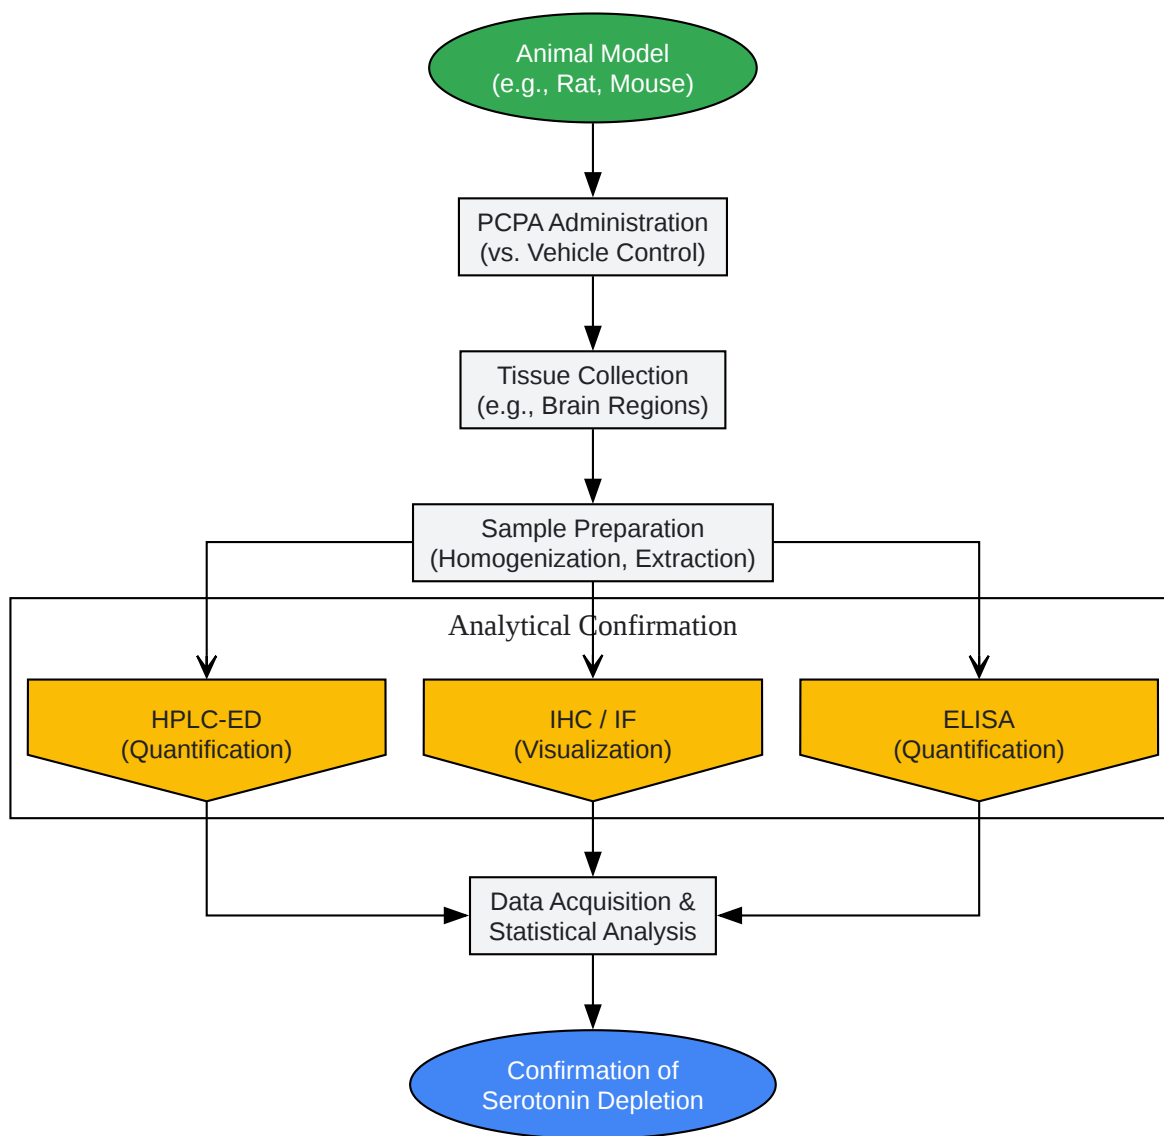 Animal Model
(e.g., Rat, Mouse)
PCPA Administration
(vs. Vehicle Control)
Tissue Collection
(e.g., Brain Regions)
Sample Preparation
(Homogenization, Extraction)
Analytical Confirmation
HPLC-ED
(Quantification)
IHC / IF
(Visualization)
ELISA
(Quantification)
Data Acquisition &
Statistical Analysis
Confirmation of
Serotonin Depletion